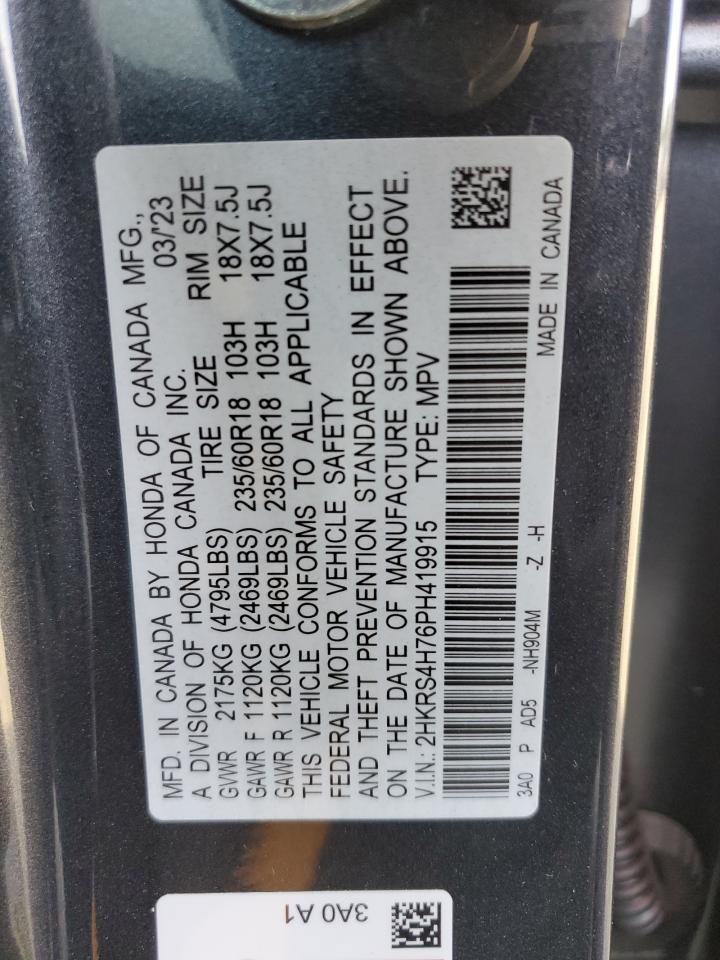 MFD. IN CANADA BY HONDA OF CANADA MFG.,
A DIVISION OF HONDA CANADA INC. 03/'23
GVWR 2175KG (4795LBS) TIRE SIZE RIM SIZE
GAWR F 1120KG (2469LBS) 235/60R18 103H 18X7.5J
GAWR R 1120KG (2469LBS) 235/60R18 103H 18X7.5J
THIS VEHICLE CONFORMS TO ALL APPLICABLE
FEDERAL MOTOR VEHICLE SAFETY
AND THEFT PREVENTION STANDARDS IN EFFECT
ON THE DATE OF MANUFACTURE SHOWN ABOVE.
V.I.N.: 2HKRS4H76PH419915 TYPE: MPV
3A0 P AD5 -NH904M -Z -H MADE IN CANADA
3A0 A1